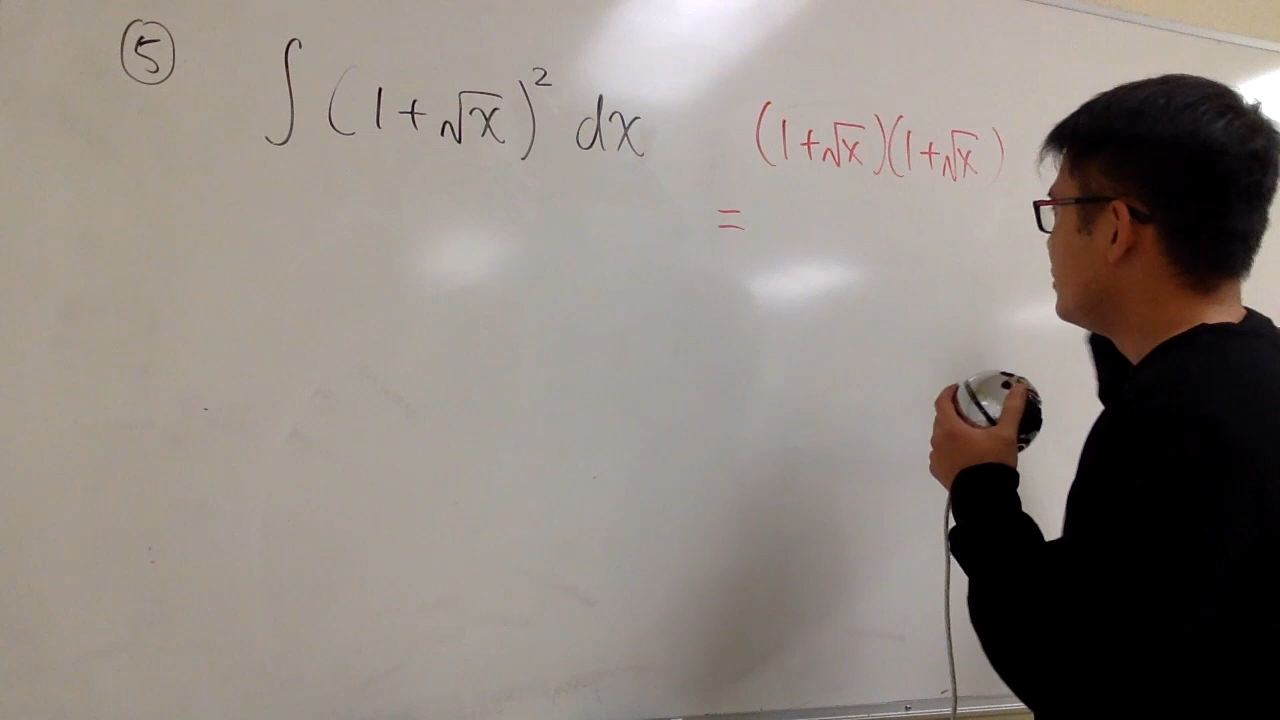 ⑤ ∫ (1+√x)² dx
(1+√x)(1+√x)
=